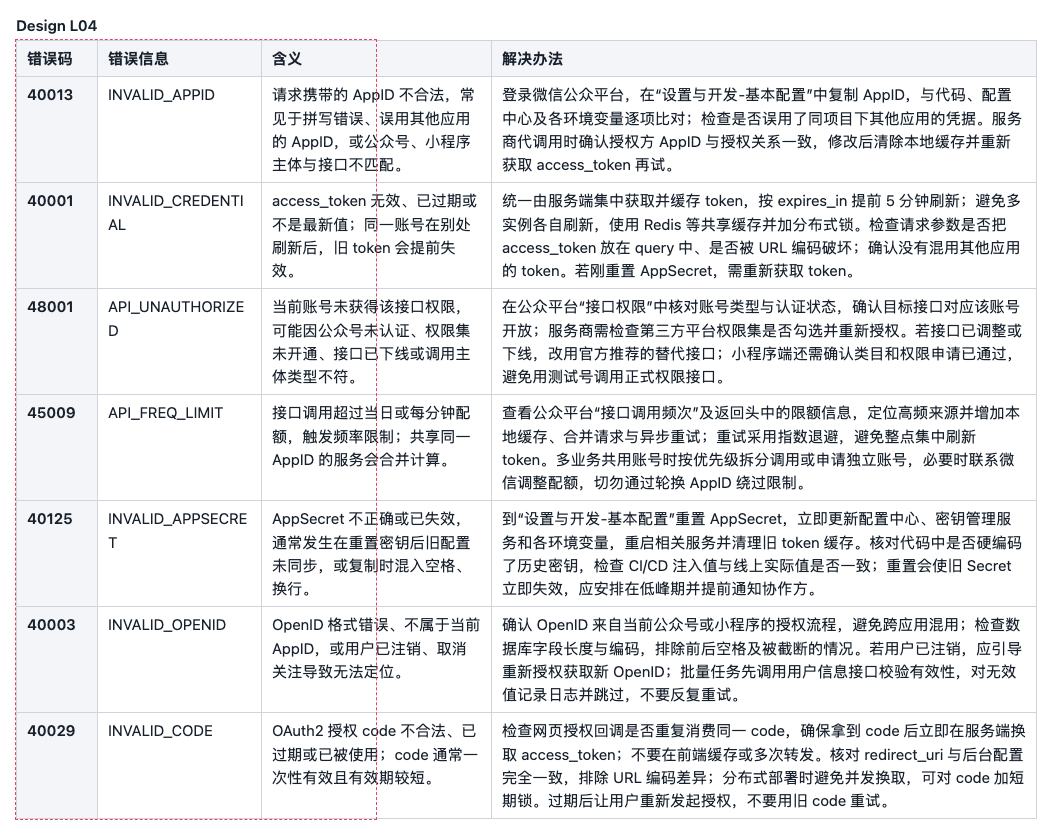 Design L04
错误码 错误信息 含义 解决办法
40013 INVALID_APPID
请求携带的 AppID 不合法，常
见于拼写错误、误用其他应用
的 AppID，或公众号、小程序
主体与接口不匹配。
登录微信公众平台，在“设置与开发-基本配置”中复制 AppID，与代码、配置
中心及各环境变量逐项比对；检查是否误用了同项目下其他应用的凭据。服务
商代调用时确认授权方 AppID 与授权关系一致，修改后清除本地缓存并重新
获取 access_token 再试。
40001 INVALID_CREDENTI
AL
access_token 无效、已过期或
不是最新值；同一账号在别处
刷新后，旧 token 会提前失
效。
统一由服务端集中获取并缓存 token，按 expires_in 提前 5 分钟刷新；避免多
实例各自刷新，使用 Redis 等共享缓存并加分布式锁。检查请求参数是否把
access_token 放在 query 中、是否被 URL 编码破坏；确认没有混用其他应用
的 token。若刚重置 AppSecret，需重新获取 token。
48001 API_UNAUTHORIZE
D
当前账号未获得该接口权限，
可能因公众号未认证、权限集
未开通、接口已下线或调用主
体类型不符。
在公众平台“接口权限”中核对账号类型与认证状态，确认目标接口对应该账号
开放；服务商需检查第三方平台权限集是否勾选并重新授权。若接口已调整或
下线，改用官方推荐的替代接口；小程序端还需确认类目和权限申请已通过，
避免用测试号调用正式权限接口。
45009 API_FREQ_LIMIT
接口调用超过当日或每分钟配
额，触发频率限制；共享同一
AppID 的服务会合并计算。
查看公众平台“接口调用频次”及返回头中的限额信息，定位高频来源并增加本
地缓存、合并请求与异步重试；重试采用指数退避，避免整点集中刷新
token。多业务共用账号时按优先级拆分调用或申请独立账号，必要时联系微
信调整配额，切勿通过轮换 AppID 绕过限制。
40125 INVALID_APPSECRE
T
AppSecret 不正确或已失效，
通常发生在重置密钥后旧配置
未同步，或复制时混入空格、
换行。
到“设置与开发-基本配置”重置 AppSecret，立即更新配置中心、密钥管理服
务和各环境变量，重启相关服务并清理旧 token 缓存。核对代码中是否硬编码
了历史密钥，检查 CI/CD 注入值与线上实际值是否一致；重置会使旧 Secret
立即失效，应安排在低峰期并提前通知协作方。
40003 INVALID_OPENID
OpenID 格式错误、不属于当前
AppID，或用户已注销、取消
关注导致无法定位。
确认 OpenID 来自当前公众号或小程序的授权流程，避免跨应用混用；检查数
据库字段长度与编码，排除前后空格及被截断的情况。若用户已注销，应引导
重新授权获取新 OpenID；批量任务先调用用户信息接口校验有效性，对无效
值记录日志并跳过，不要反复重试。
40029 INVALID_CODE
OAuth2 授权 code 不合法、已
过期或已被使用；code 通常一
次性有效且有效期较短。
检查网页授权回调是否重复消费同一 code，确保拿到 code 后立即在服务端换
取 access_token；不要在前端缓存或多次转发。核对 redirect_uri 与后台配置
完全一致，排除 URL 编码差异；分布式部署时避免并发换取，可对 code 加短
期锁。过期后让用户重新发起授权，不要用旧 code 重试。